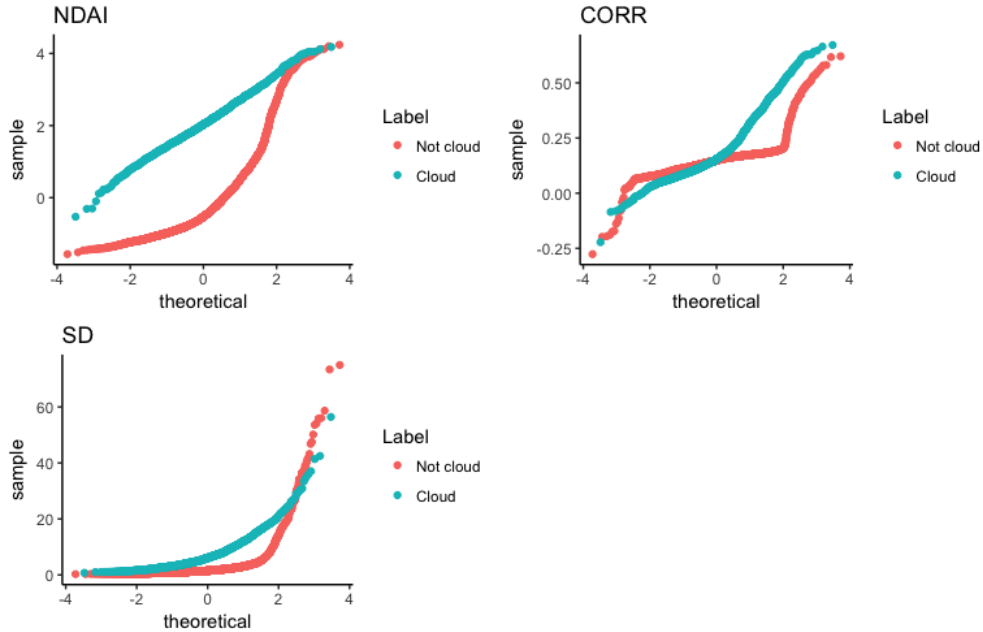 NDAI
4
2
0
sample
-4 -2 0 2 4
theoretical
Label
Not cloud
Cloud
CORR
0.50
0.25
0.00
-0.25
sample
-4 -2 0 2 4
theoretical
Label
Not cloud
Cloud
SD
60
40
20
0
sample
-4 -2 0 2 4
theoretical
Label
Not cloud
Cloud